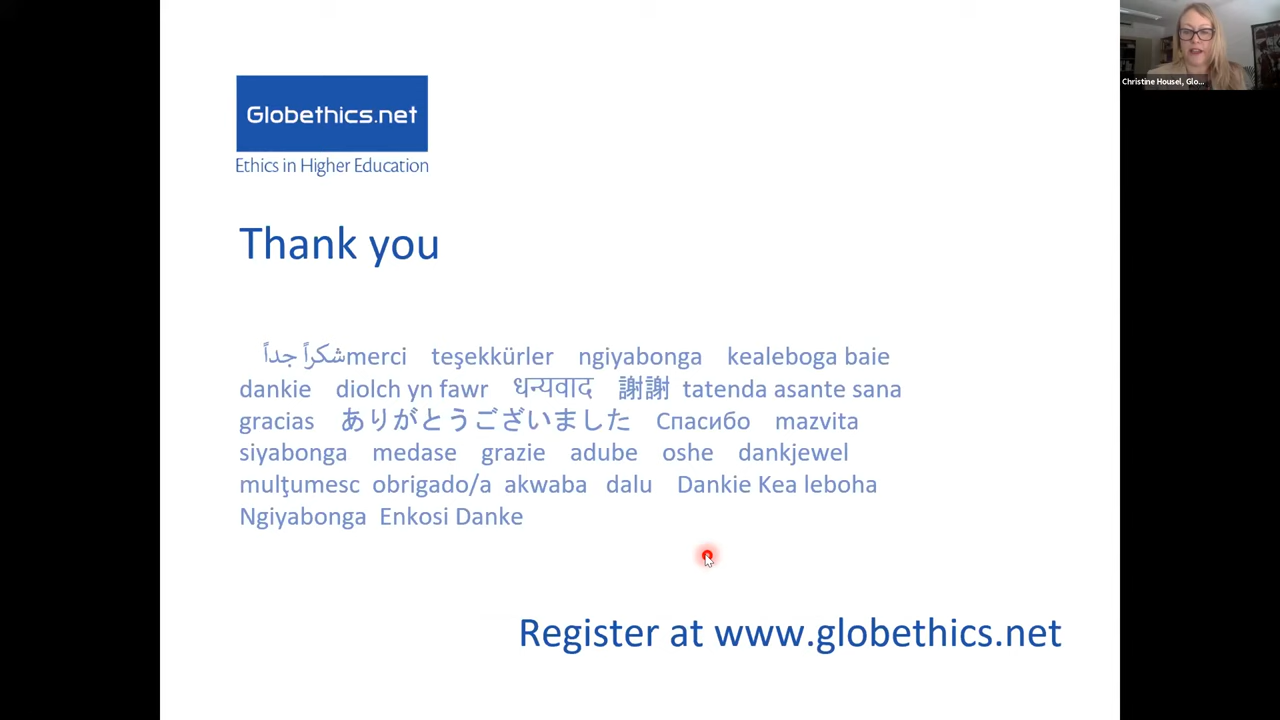 Globethics.net
Ethics in Higher Education
Christine Housel, Glo...
Thank you
شكراً جداً merci teşekkürler ngiyabonga kealeboga baie
dankie diolch yn fawr धन्यवाद 謝謝 tatenda asante sana
gracias ありがとうございました Спасибо mazvita
siyabonga medase grazie adube oshe dankjewel
mulţumesc obrigado/a akwaba dalu Dankie Kea leboha
Ngiyabonga Enkosi Danke
Register at www.globethics.net